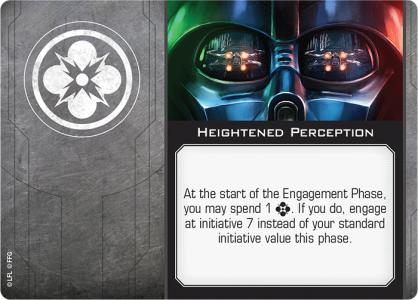 HEIGHTENED PERCEPTION
At the start of the Engagement Phase,
you may spend 1 . If you do, engage
at initiative 7 instead of your standard
initiative value this phase.
© LFL © FFG